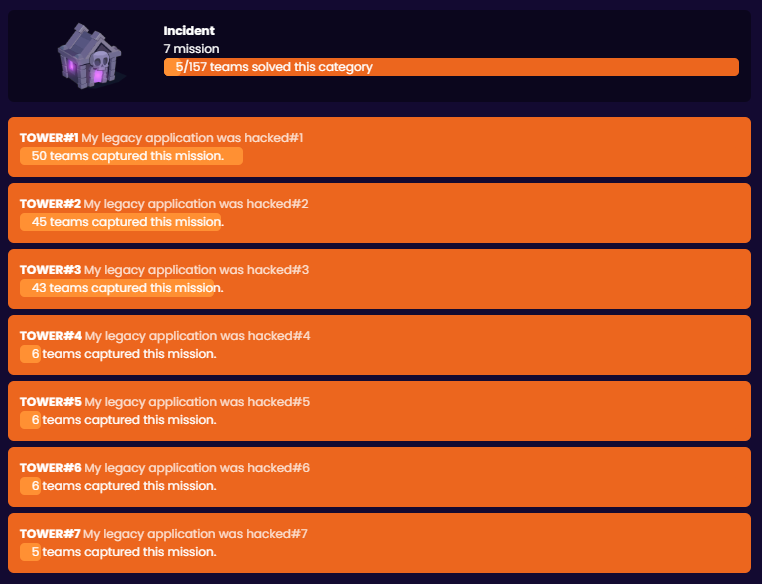 Incident
7 mission
5/157 teams solved this category
TOWER#1 My legacy application was hacked#1
50 teams captured this mission.
TOWER#2 My legacy application was hacked#2
45 teams captured this mission.
TOWER#3 My legacy application was hacked#3
43 teams captured this mission.
TOWER#4 My legacy application was hacked#4
6 teams captured this mission.
TOWER#5 My legacy application was hacked#5
6 teams captured this mission.
TOWER#6 My legacy application was hacked#6
6 teams captured this mission.
TOWER#7 My legacy application was hacked#7
5 teams captured this mission.